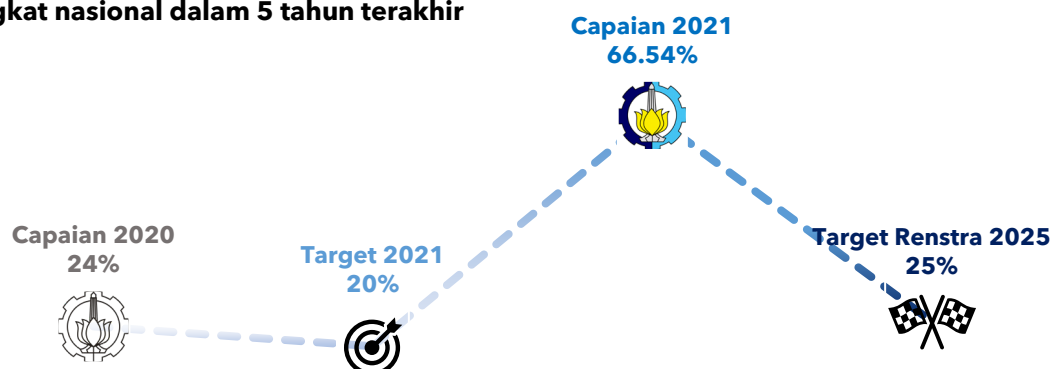 gkat nasional dalam 5 tahun terakhir
Capaian 2021
66.54%
Capaian 2020
24%
Target 2021
20%
Target Renstra 2025
25%